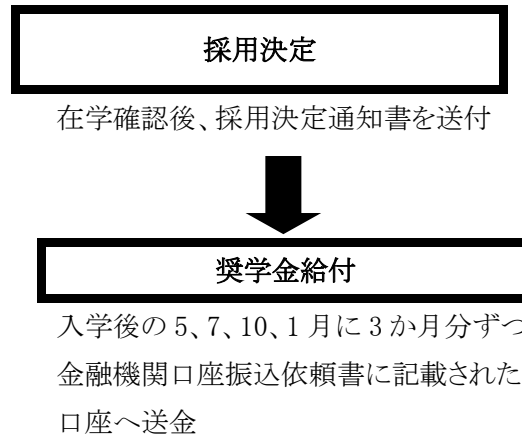 採用決定
在学確認後、採用決定通知書を送付
奨学金給付
入学後の5、7、10、1月に3か月分ずつ
金融機関口座振込依頼書に記載された
口座へ送金